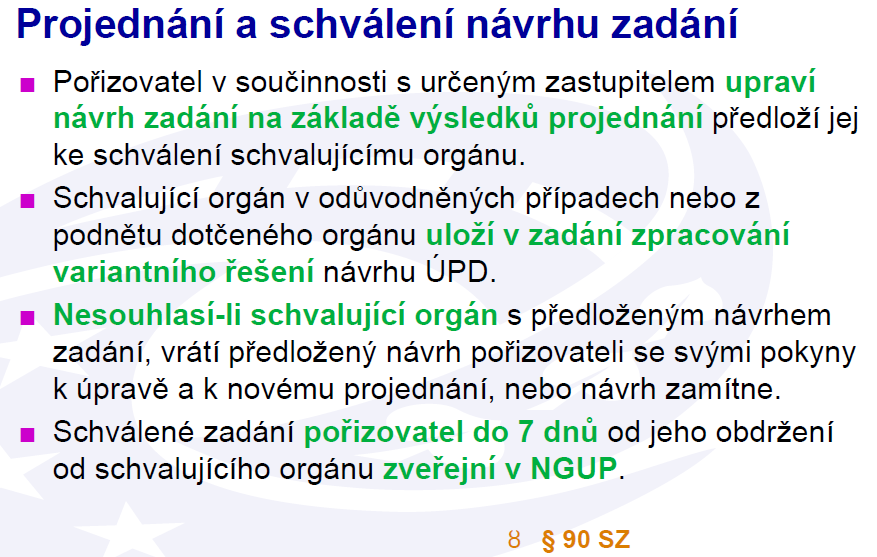 Projednání a schválení návrhu zadání
Pořizovatel v součinnosti s určeným zastupitelem upraví
návrh zadání na základě výsledků projednání předloží jej
ke schválení schvalujícímu orgánu.
Schvalující orgán v odůvodněných případech nebo z
podnětu dotčeného orgánu uloží v zadání zpracování
variantního řešení návrhu ÚPD.
Nesouhlasí-li schvalující orgán s předloženým návrhem
zadání, vrátí předložený návrh pořizovateli se svými pokyny
k úpravě a k novému projednání, nebo návrh zamítne.
Schválené zadání pořizovatel do 7 dnů od jeho obdržení
od schvalujícího orgánu zveřejní v NGUP.
8 § 90 SZ